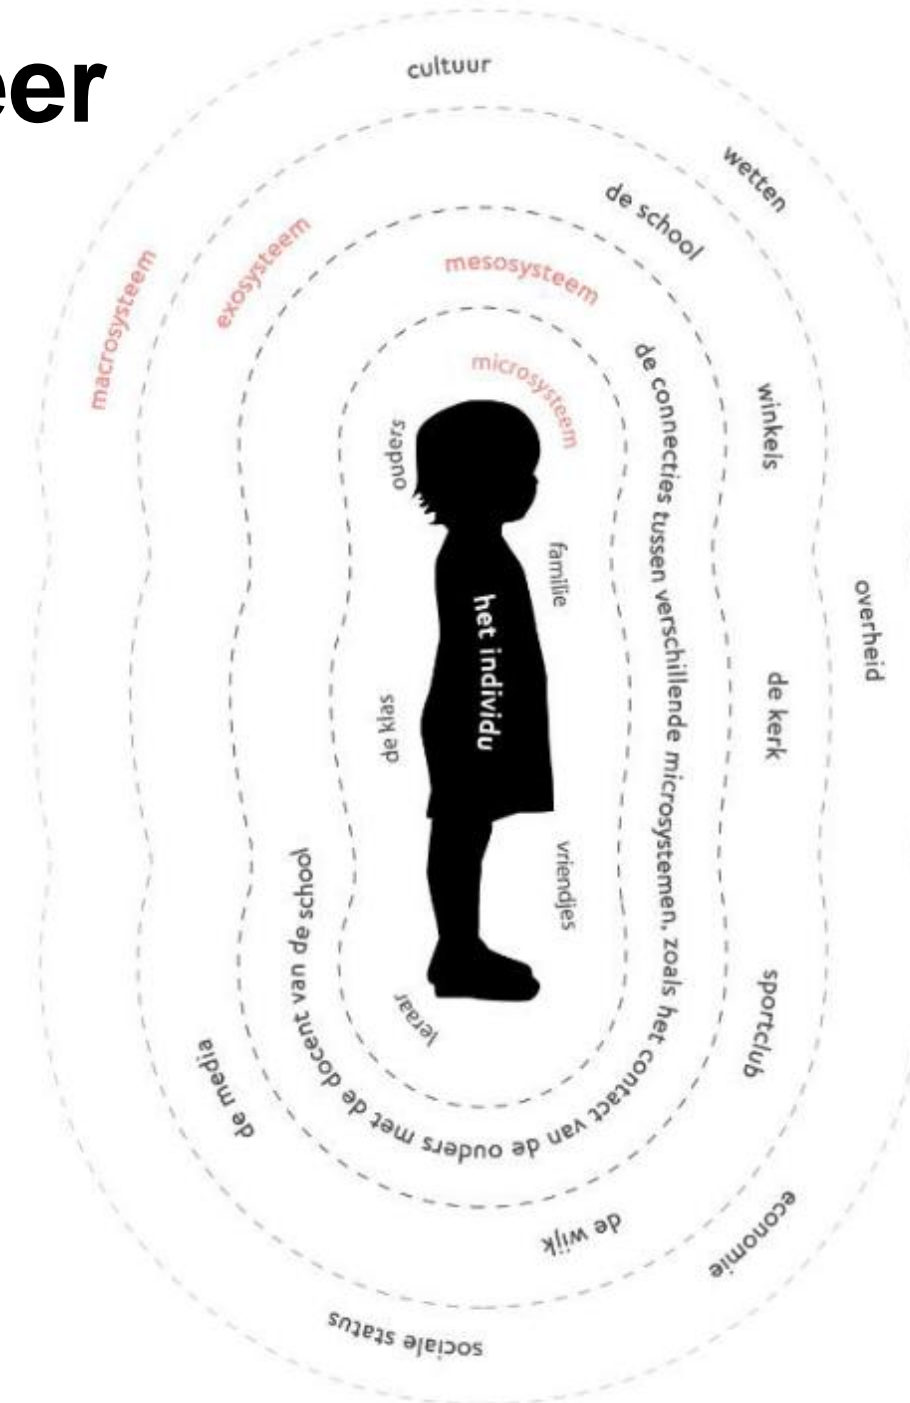 eer
cultuur
wetten
macrosysteem
overheid
economie
sociale status
exosysteem
de school
winkels
de kerk
sportclub
de wijk
de media
mesosysteem
de connecties tussen verschillende microsystemen, zoals het contact van de ouders met de docent van de school
microsysteem
ouders
familie
het individu
de klas
vriendjes
leraar